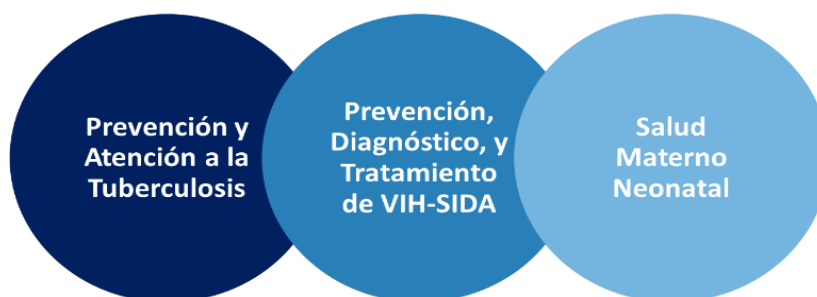 Prevención y
Atención a la
Tuberculosis
Prevención,
Diagnóstico, y
Tratamiento
de VIH-SIDA
Salud
Materno
Neonatal